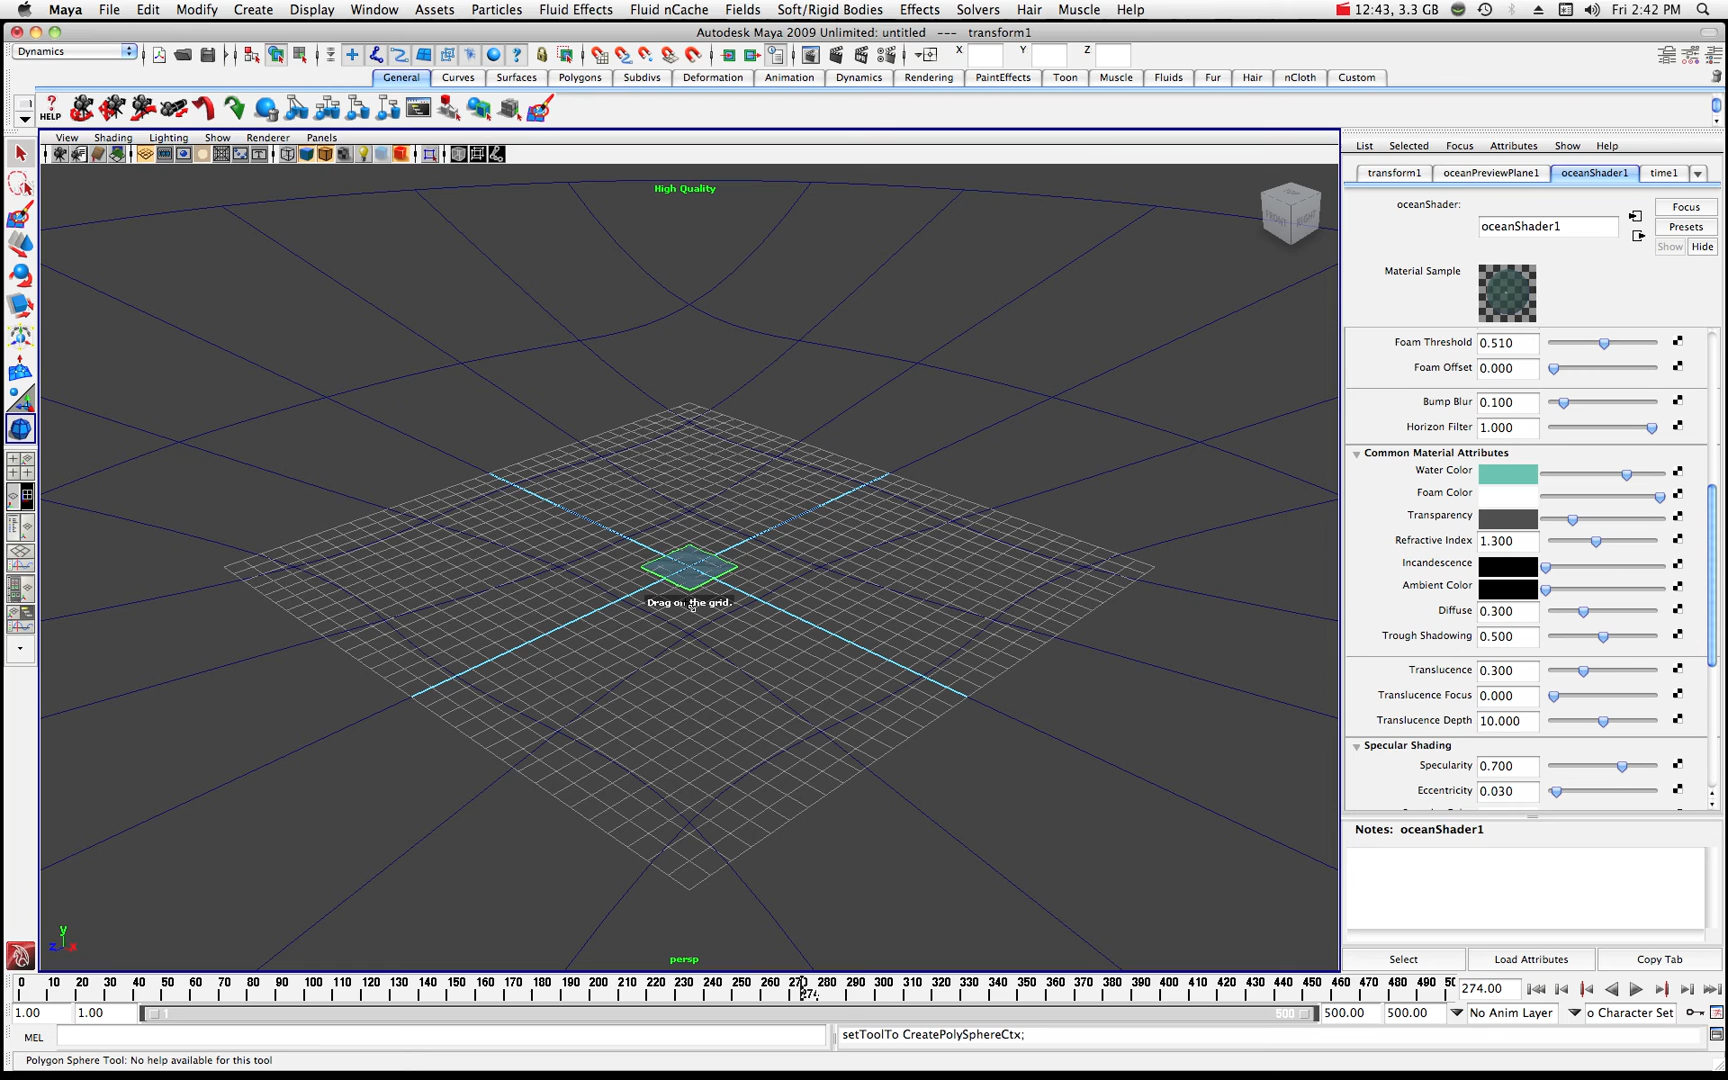 Maya File Edit Modify Create Display Window Assets Particles Fluid Effects Fluid nCache Fields Soft/Rigid Bodies Effects Solvers Hair Muscle Help 12:43, 3.3 GB Fri 2:42 PM
Autodesk Maya 2009 Unlimited: untitled --- transform1
Dynamics X Y Z
General Curves Surfaces Polygons Subdivs Deformation Animation Dynamics Rendering PaintEffects Toon Muscle Fluids Fur Hair nCloth Custom
HELP
View Shading Lighting Show Renderer Panels
List Selected Focus Attributes Show Help
transform1 oceanPreviewPlane1 oceanShader1 time1
High Quality
FRONT RIGHT
oceanShader: oceanShader1
Focus
Presets
Show Hide
Material Sample
Foam Threshold 0.510
Foam Offset 0.000
Bump Blur 0.100
Horizon Filter 1.000
Common Material Attributes
Water Color
Foam Color
Transparency
Refractive Index 1.300
Incandescence
Ambient Color
Diffuse 0.300
Trough Shadowing 0.500
Translucence 0.300
Translucence Focus 0.000
Translucence Depth 10.000
Specular Shading
Specularity 0.700
Eccentricity 0.030
Drag on the grid.
Notes: oceanShader1
y
z x
persp
Select Load Attributes Copy Tab
0 10 20 30 40 50 60 70 80 90 100 110 120 130 140 150 160 170 180 190 200 210 220 230 240 250 260 270 280 290 300 310 320 330 340 350 360 370 380 390 400 410 420 430 440 450 460 470 480 490 50
274 274.00
1.00 1.00 1 500 500.00 500.00 No Anim Layer o Character Set
MEL setToolTo CreatePolySphereCtx;
Polygon Sphere Tool: No help available for this tool